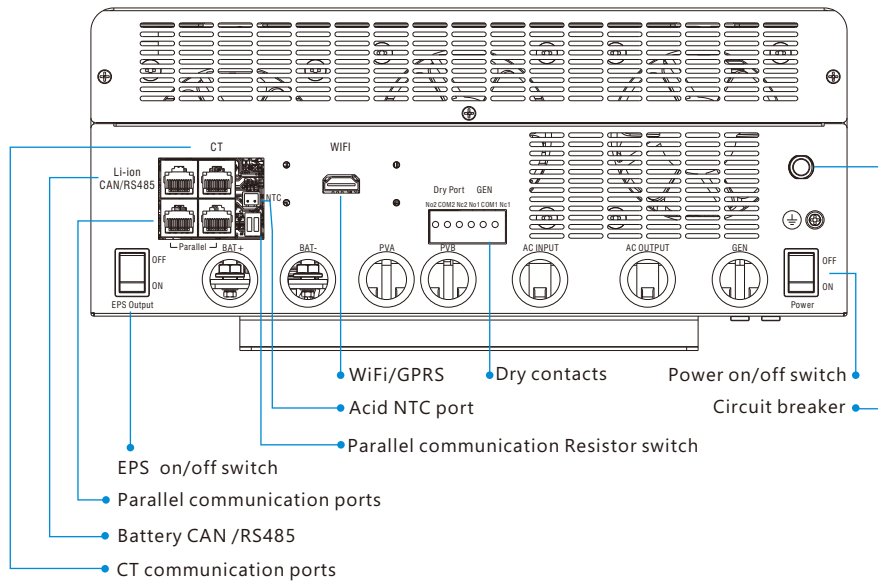 CT
WIFI
Li-ion
CAN/RS485
NTC
Dry Port GEN
No2 COM2 Nc2 No1 COM1 Nc1
Parallel
BAT+
BAT-
PVA
PVB
AC INPUT
AC OUTPUT
GEN
OFF
ON
EPS Output
OFF
ON
Power
WiFi/GPRS
Dry contacts
Power on/off switch
Acid NTC port
Circuit breaker
Parallel communication Resistor switch
EPS on/off switch
Parallel communication ports
Battery CAN /RS485
CT communication ports